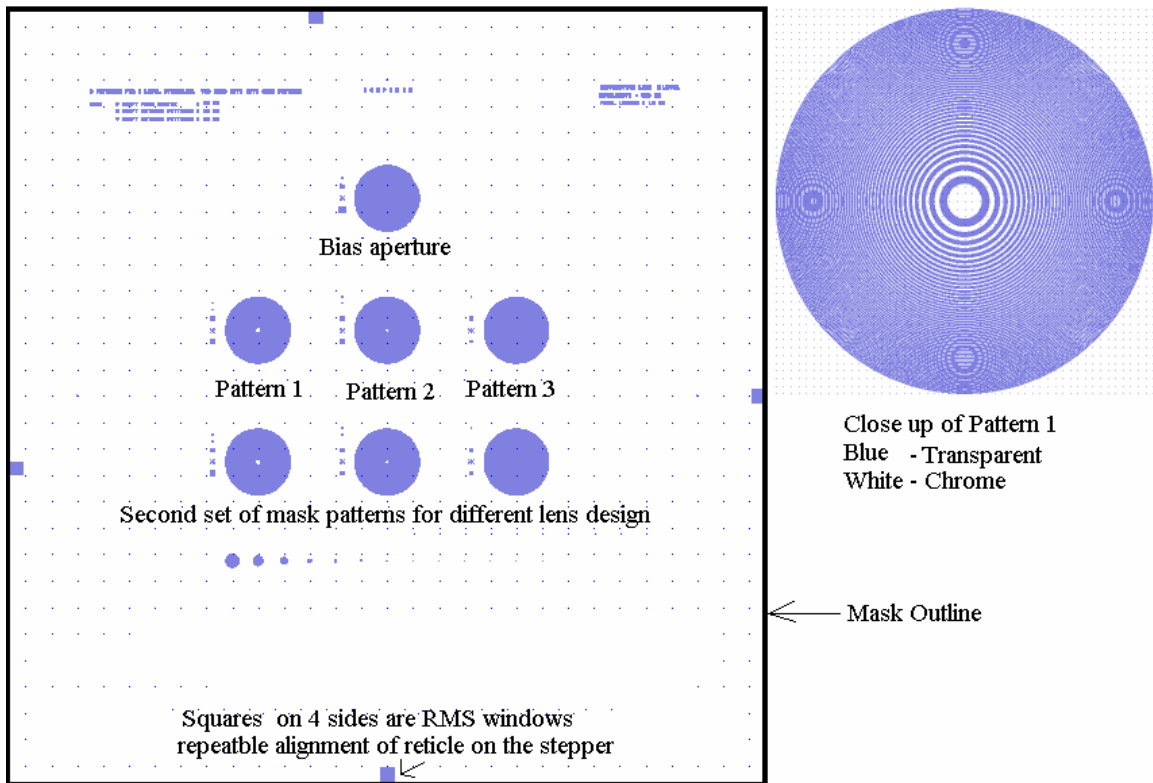 Bias aperture
Pattern 1
Pattern 2
Pattern 3
Second set of mask patterns for different lens design
Squares on 4 sides are RMS windows
repeatble alignment of reticle on the stepper
Close up of Pattern 1
Blue - Transparent
White - Chrome
Mask Outline